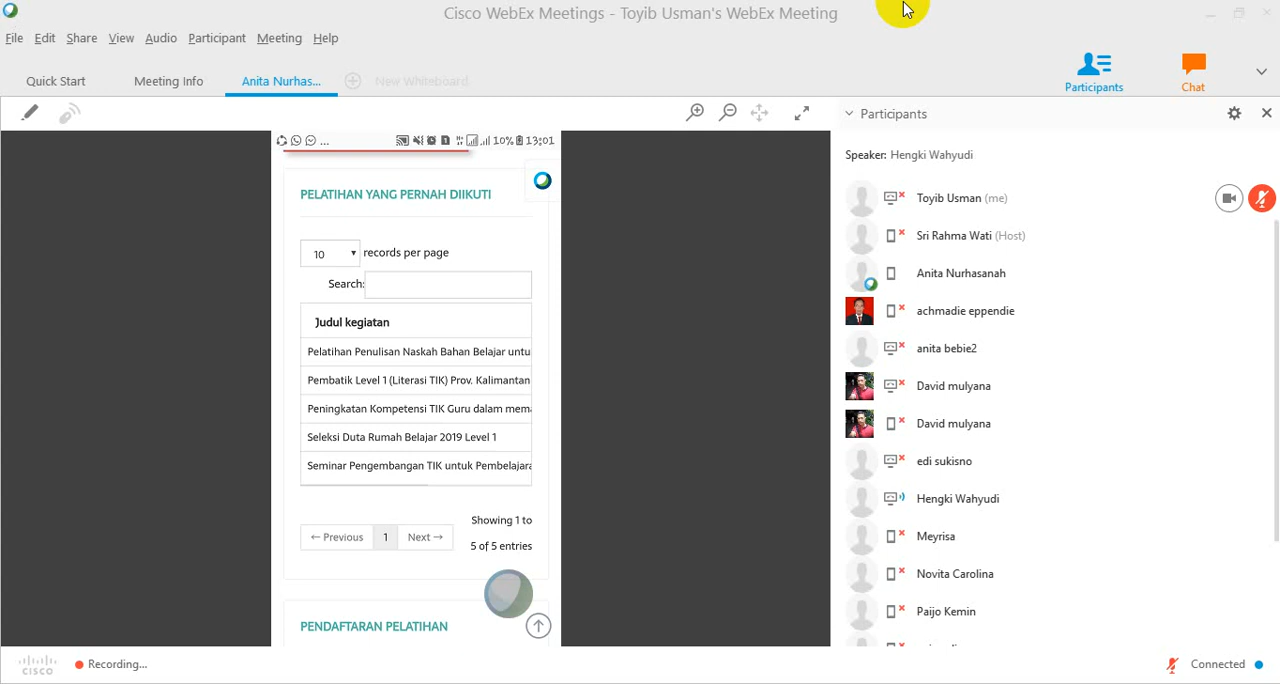 Cisco WebEx Meetings - Toyib Usman's WebEx Meeting
File Edit Share View Audio Participant Meeting Help
Quick Start Meeting Info Anita Nurhas... New Whiteboard
Participants Chat
Participants
... 10% 13:01
PELATIHAN YANG PERNAH DIIKUTI
10 records per page
Search:
Judul kegiatan
Pelatihan Penulisan Naskah Bahan Belajar untu
Pembatik Level 1 (Literasi TIK) Prov. Kalimantan
Peningkatan Kompetensi TIK Guru dalam mem
Seleksi Duta Rumah Belajar 2019 Level 1
Seminar Pengembangan TIK untuk Pembelajar
← Previous 1 Next →
Showing 1 to
5 of 5 entries
PENDAFTARAN PELATIHAN
Speaker: Hengki Wahyudi
Toyib Usman (me)
Sri Rahma Wati (Host)
Anita Nurhasanah
achmadie eppendie
anita bebie2
David mulyana
David mulyana
edi sukisno
Hengki Wahyudi
Meyrisa
Novita Carolina
Paijo Kemin
cisco
Recording...
Connected